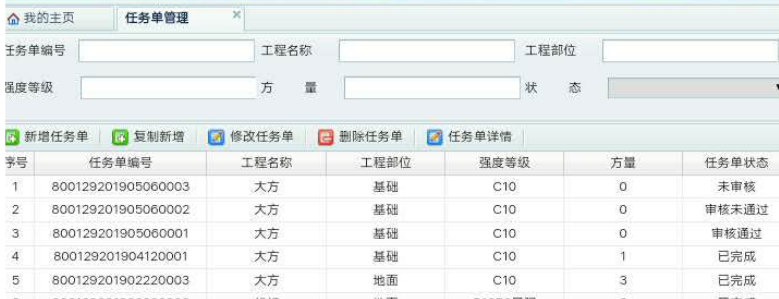 我的主页 任务单管理
任务单编号 工程名称 工程部位
强度等级 方 量 状 态
新增任务单 复制新增 修改任务单 删除任务单 任务单详情
序号 任务单编号 工程名称 工程部位 强度等级 方量 任务单状态
1 800129201905060003 大方 基础 C10 0 未审核
2 800129201905060002 大方 基础 C10 0 审核未通过
3 800129201905060001 大方 基础 C10 0 审核通过
4 800129201904120001 大方 基础 C10 1 已完成
5 800129201902220003 大方 地面 C10 3 已完成